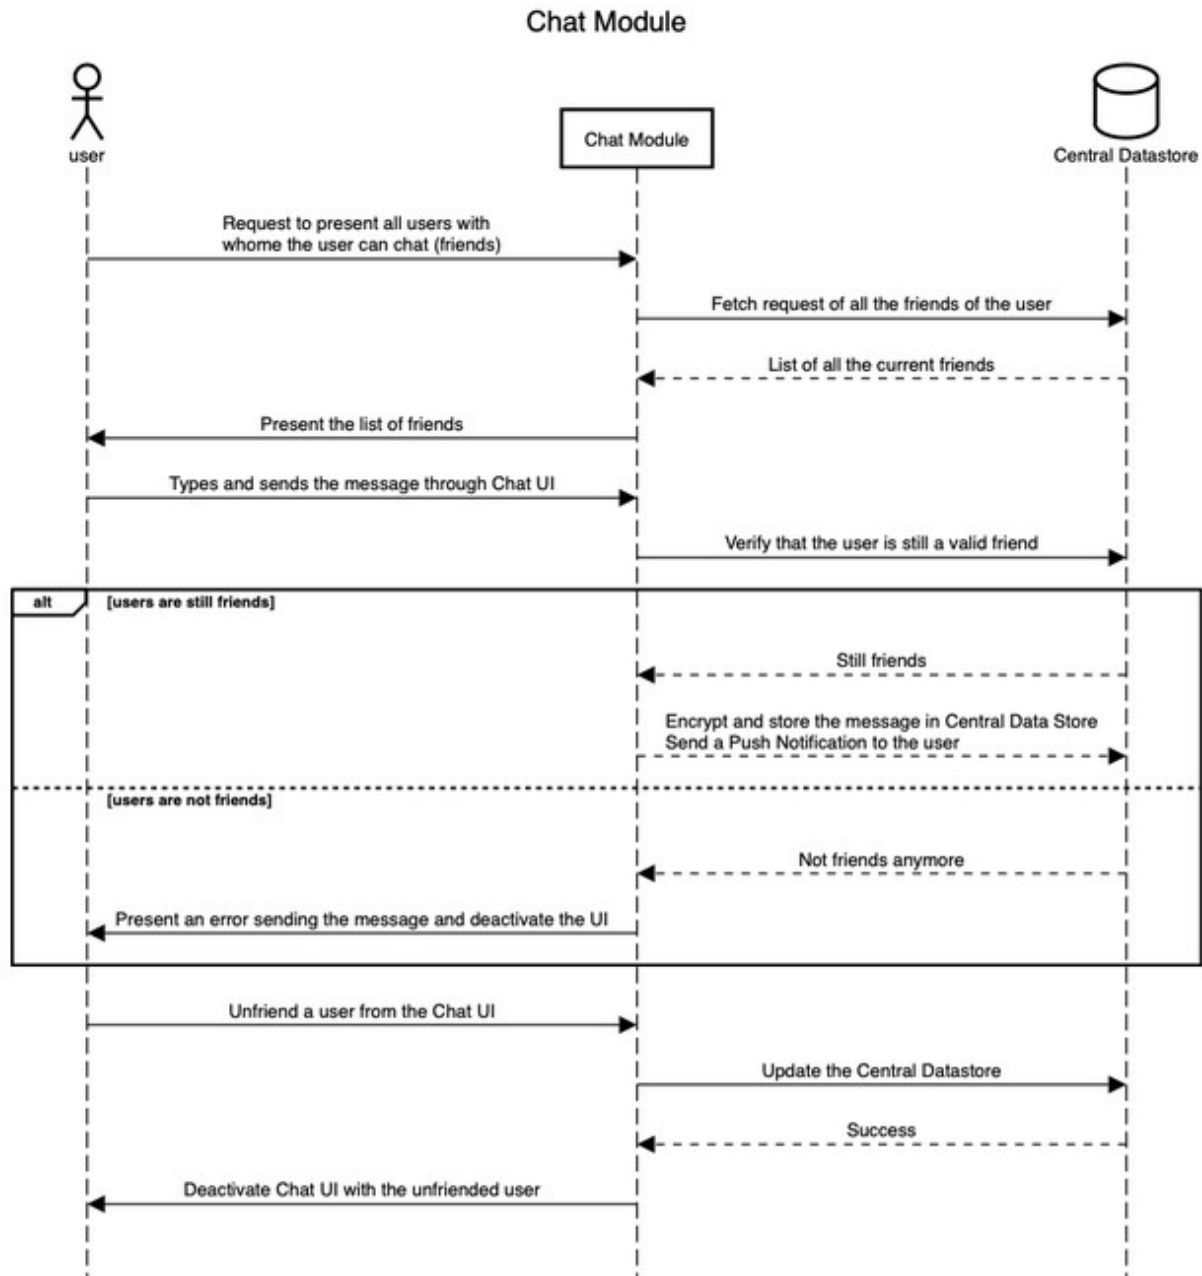 Chat Module
user
Chat Module
Central Datastore
Request to present all users with
whome the user can chat (friends)
Fetch request of all the friends of the user
List of all the current friends
Present the list of friends
Types and sends the message through Chat UI
Verify that the user is still a valid friend
alt
[users are still friends]
Still friends
Encrypt and store the message in Central Data Store
Send a Push Notification to the user
[users are not friends]
Not friends anymore
Present an error sending the message and deactivate the UI
Unfriend a user from the Chat UI
Update the Central Datastore
Success
Deactivate Chat UI with the unfriended user